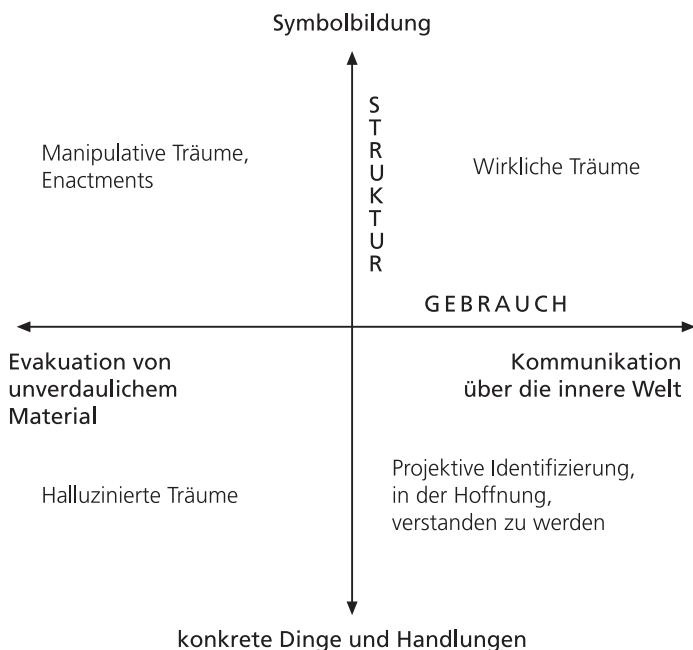 Symbolbildung
STRUKTUR
Manipulative Träume,
Enactments
Wirkliche Träume
GEBRAUCH
Evakuation von
unverdaulichem
Material
Kommunikation
über die innere Welt
Halluzinierte Träume
Projektive Identifizierung,
in der Hoffnung,
verstanden zu werden
konkrete Dinge und Handlungen